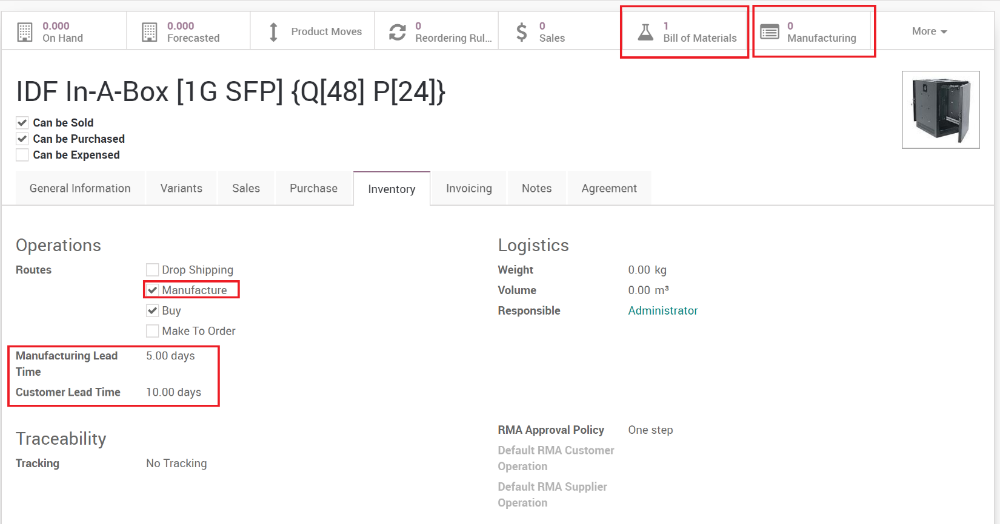 0.000
On Hand
0.000
Forecasted
Product Moves
0
Reordering Rul...
0
Sales
1
Bill of Materials
0
Manufacturing
More
IDF In-A-Box [1G SFP] {Q[48] P[24]}
Can be Sold
Can be Purchased
Can be Expensed
General Information
Variants
Sales
Purchase
Inventory
Invoicing
Notes
Agreement
Operations
Routes
Drop Shipping
Manufacture
Buy
Make To Order
Manufacturing Lead
Time
5.00 days
Customer Lead Time
10.00 days
Logistics
Weight
0.00 kg
Volume
0.00 m³
Responsible
Administrator
Traceability
Tracking
No Tracking
RMA Approval Policy
One step
Default RMA Customer
Operation
Default RMA Supplier
Operation